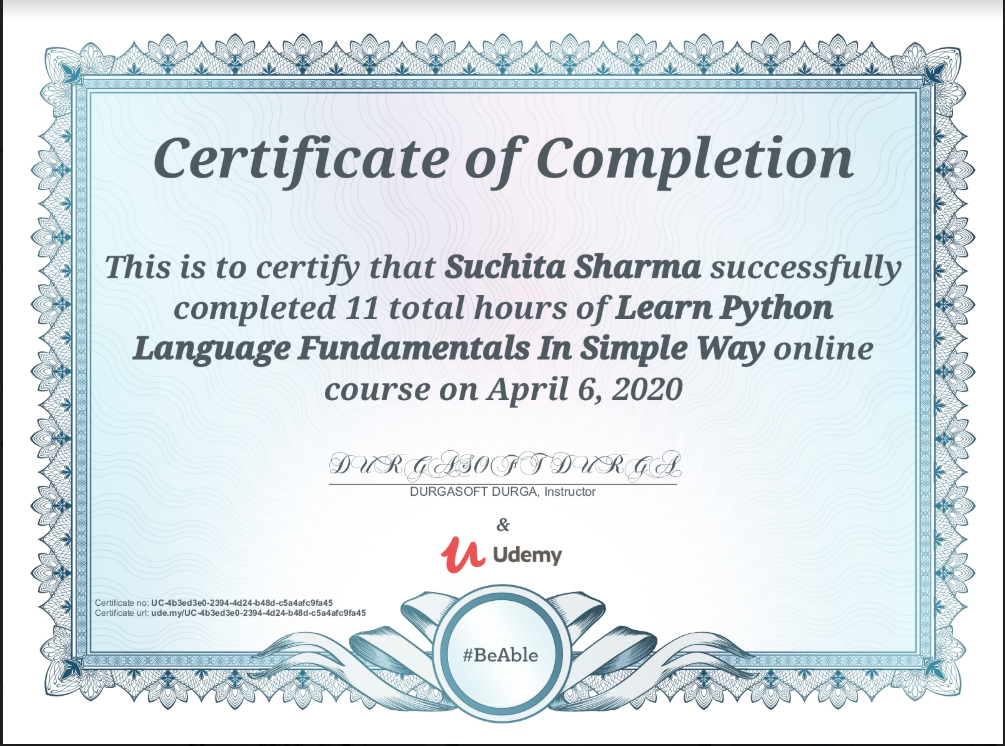 Certificate of Completion
This is to certify that Suchita Sharma successfully
completed 11 total hours of Learn Python
Language Fundamentals In Simple Way online
course on April 6, 2020
DURGASOFT DURGA
DURGASOFT DURGA, Instructor
&
Udemy
Certificate no: UC-4b3ed3e0-2394-4d24-b48d-c5a4afc9fa45
Certificate url: ude.my/UC-4b3ed3e0-2394-4d24-b48d-c5a4afc9fa45
#BeAble